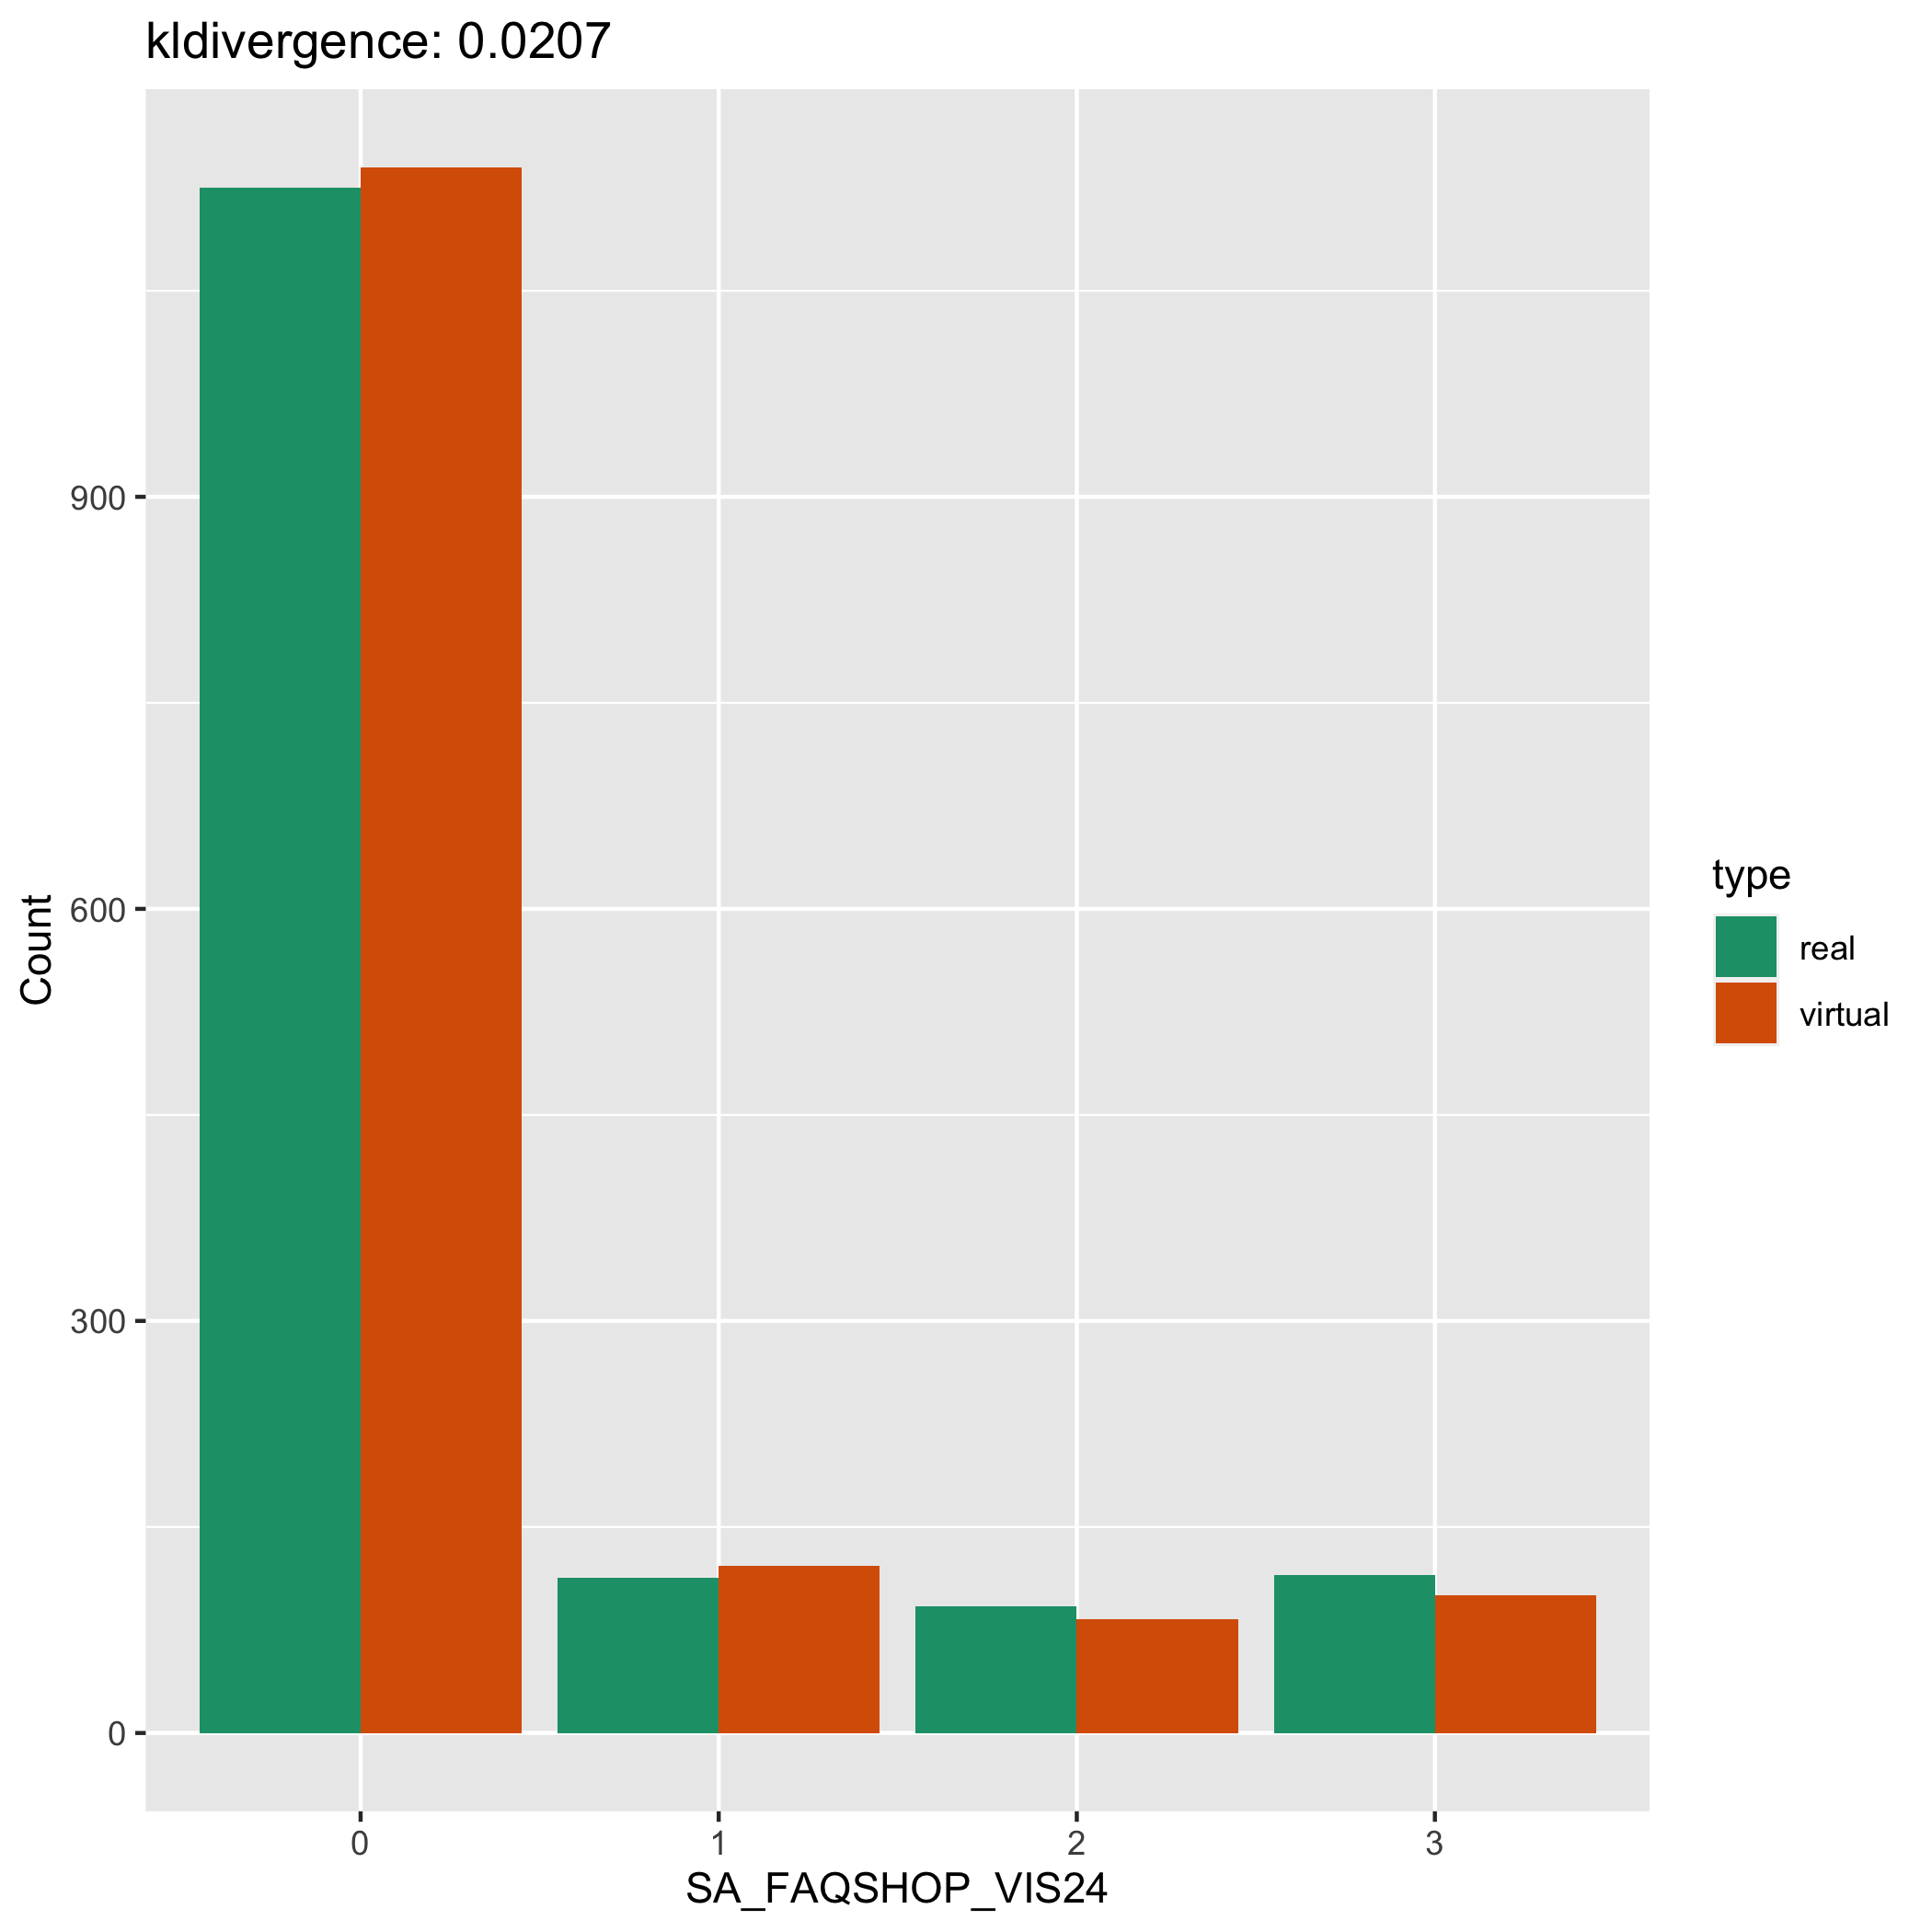 kldivergence: 0.0207
900
600
300
0
Count
0 1 2 3
SA_FAQSHOP_VIS24
type
real
virtual